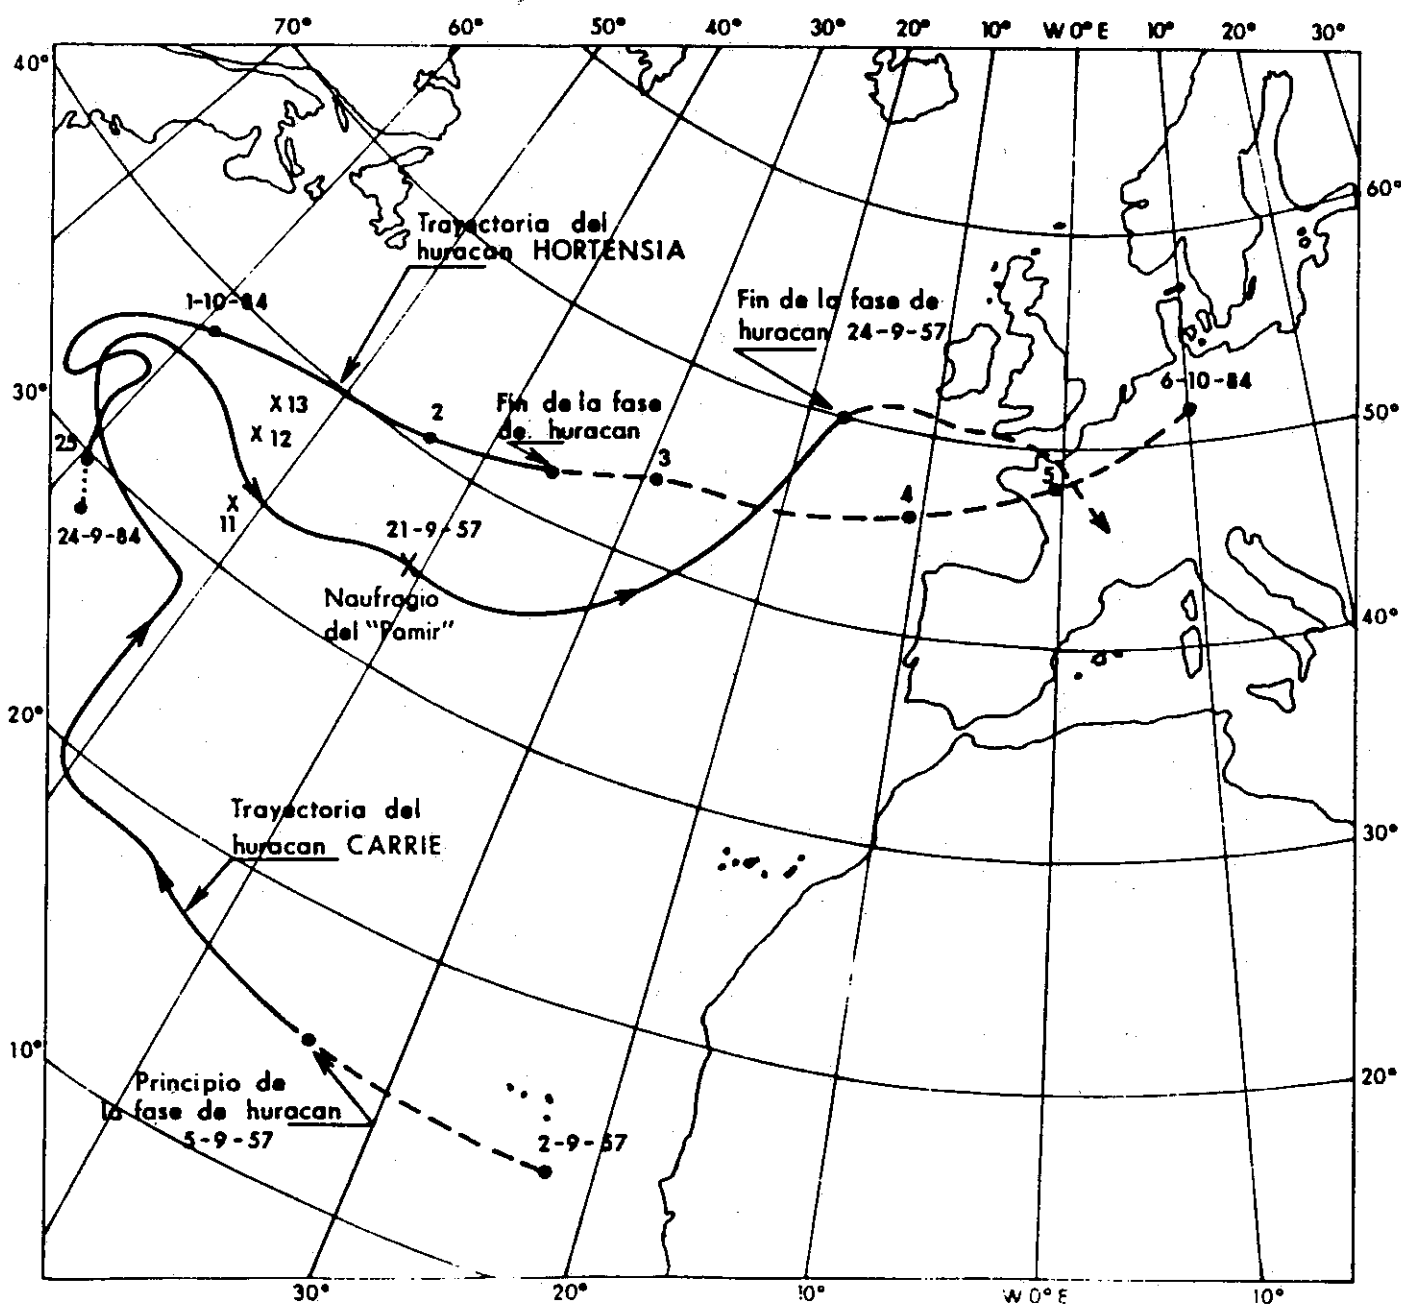 70° 60° 50° 40° 30° 20° 10° W 0° E 10° 20° 30°
40°
60°
Trayectoria del
huracan HORTENSIA
1-10-84
Fin de la fase de
huracan 24-9-57
6-10-84
30°
X 13
X 12
2
Fin de la fase
de huracan
50°
25
3
X
11
21-9-57
4
5
24-9-84
X
Naufragio
del "Pamir"
40°
20°
Trayectoria del
huracan CARRIE
30°
10°
Principio de
la fase de huracan
5-9-57
2-9-57
20°
30° 20° 10° W 0° E 10°